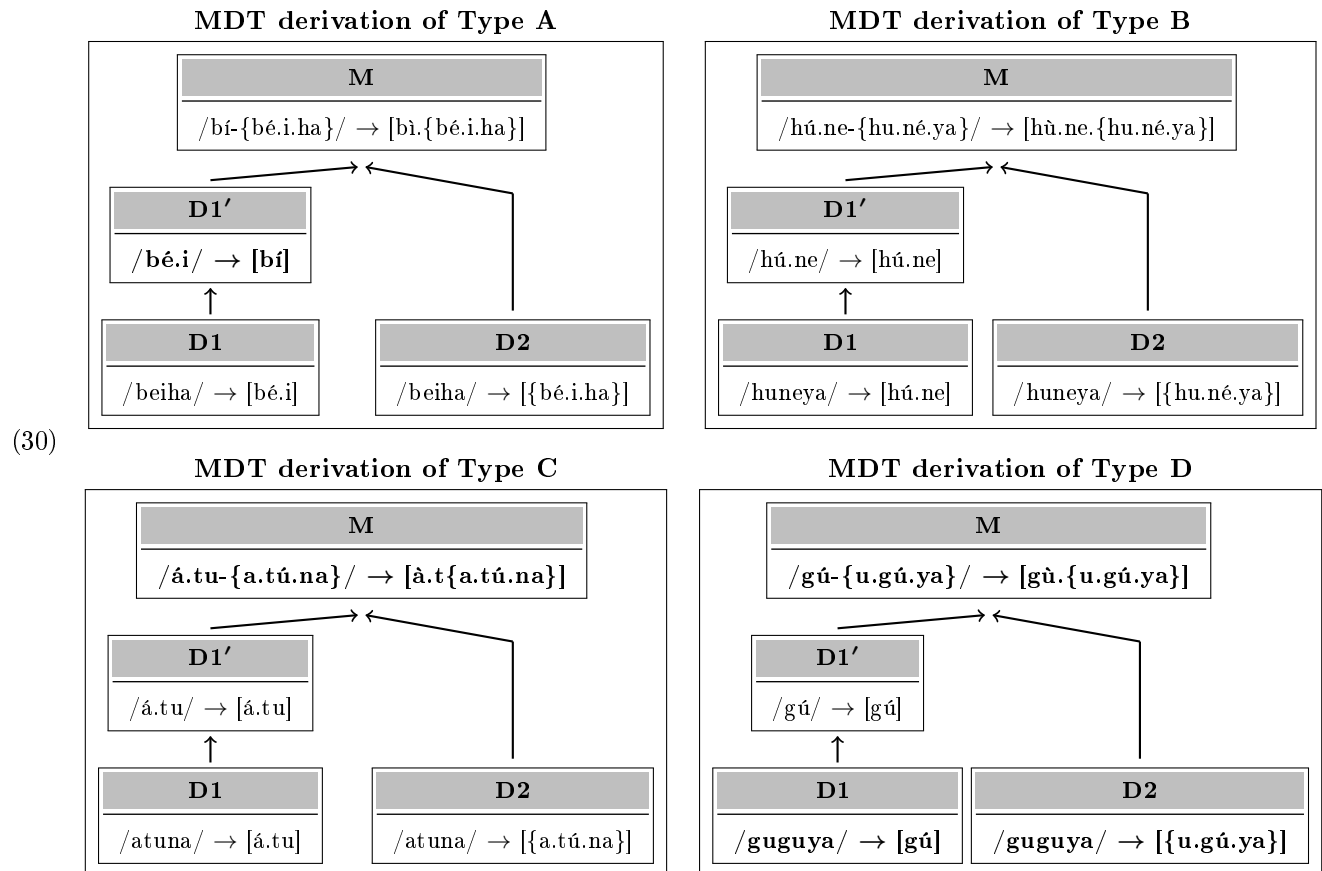 MDT derivation of Type A
M
/bí-{bé.i.ha}/ → [bì.{bé.i.ha}]
D1′
/bé.i/ → [bí]
D1
/beiha/ → [bé.i]
D2
/beiha/ → [{bé.i.ha}]
MDT derivation of Type B
M
/hú.ne-{hu.né.ya}/ → [hù.ne.{hu.né.ya}]
D1′
/hú.ne/ → [hú.ne]
D1
/huneya/ → [hú.ne]
D2
/huneya/ → [{hu.né.ya}]
(30)
MDT derivation of Type C
M
/á.tu-{a.tú.na}/ → [à.t{a.tú.na}]
D1′
/á.tu/ → [á.tu]
D1
/atuna/ → [á.tu]
D2
/atuna/ → [{a.tú.na}]
MDT derivation of Type D
M
/gú-{u.gú.ya}/ → [gù.{u.gú.ya}]
D1′
/gú/ → [gú]
D1
/guguya/ → [gú]
D2
/guguya/ → [{u.gú.ya}]